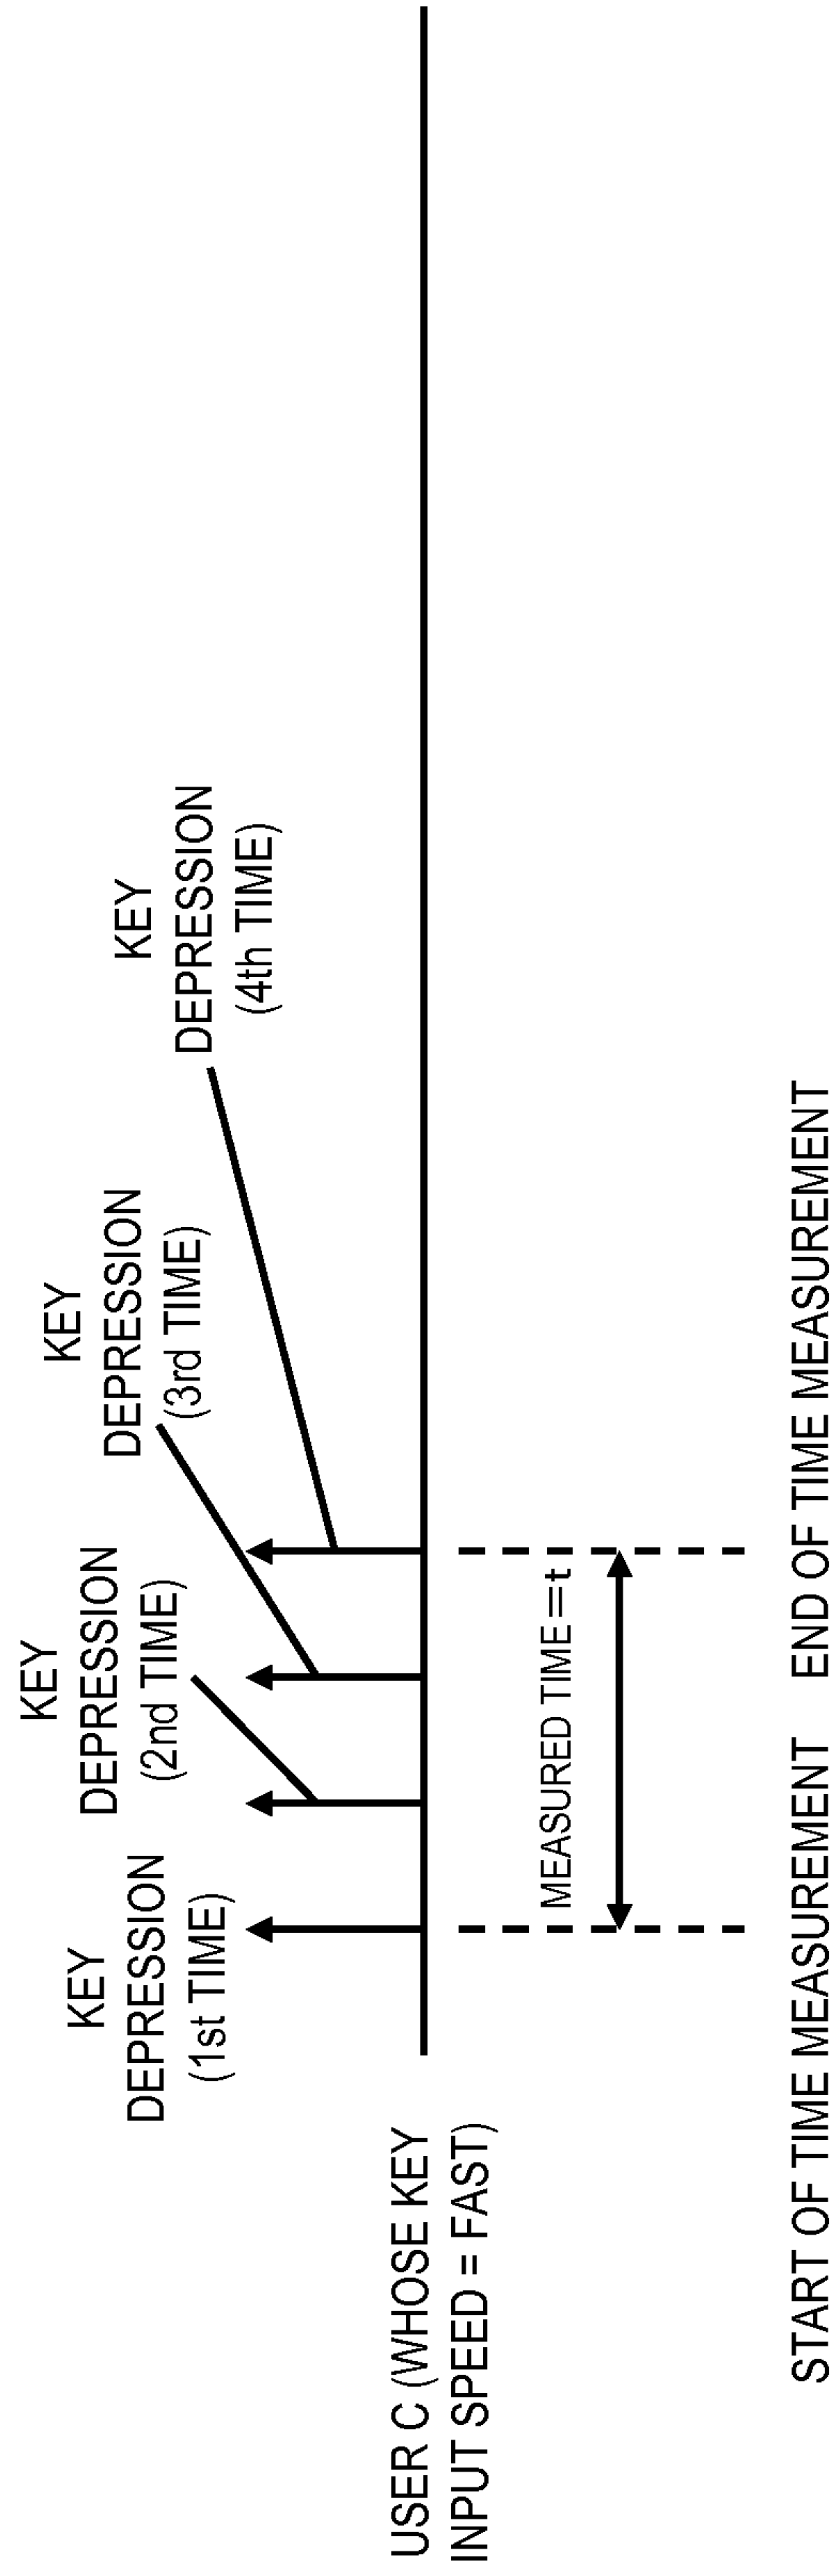 KEY
DEPRESSION
(1st TIME)
KEY
DEPRESSION
(2nd TIME)
KEY
DEPRESSION
(3rd TIME)
KEY
DEPRESSION
(4th TIME)
USER C (WHOSE KEY
INPUT SPEED = FAST)
MEASURED TIME=t
START OF TIME MEASUREMENT
END OF TIME MEASUREMENT